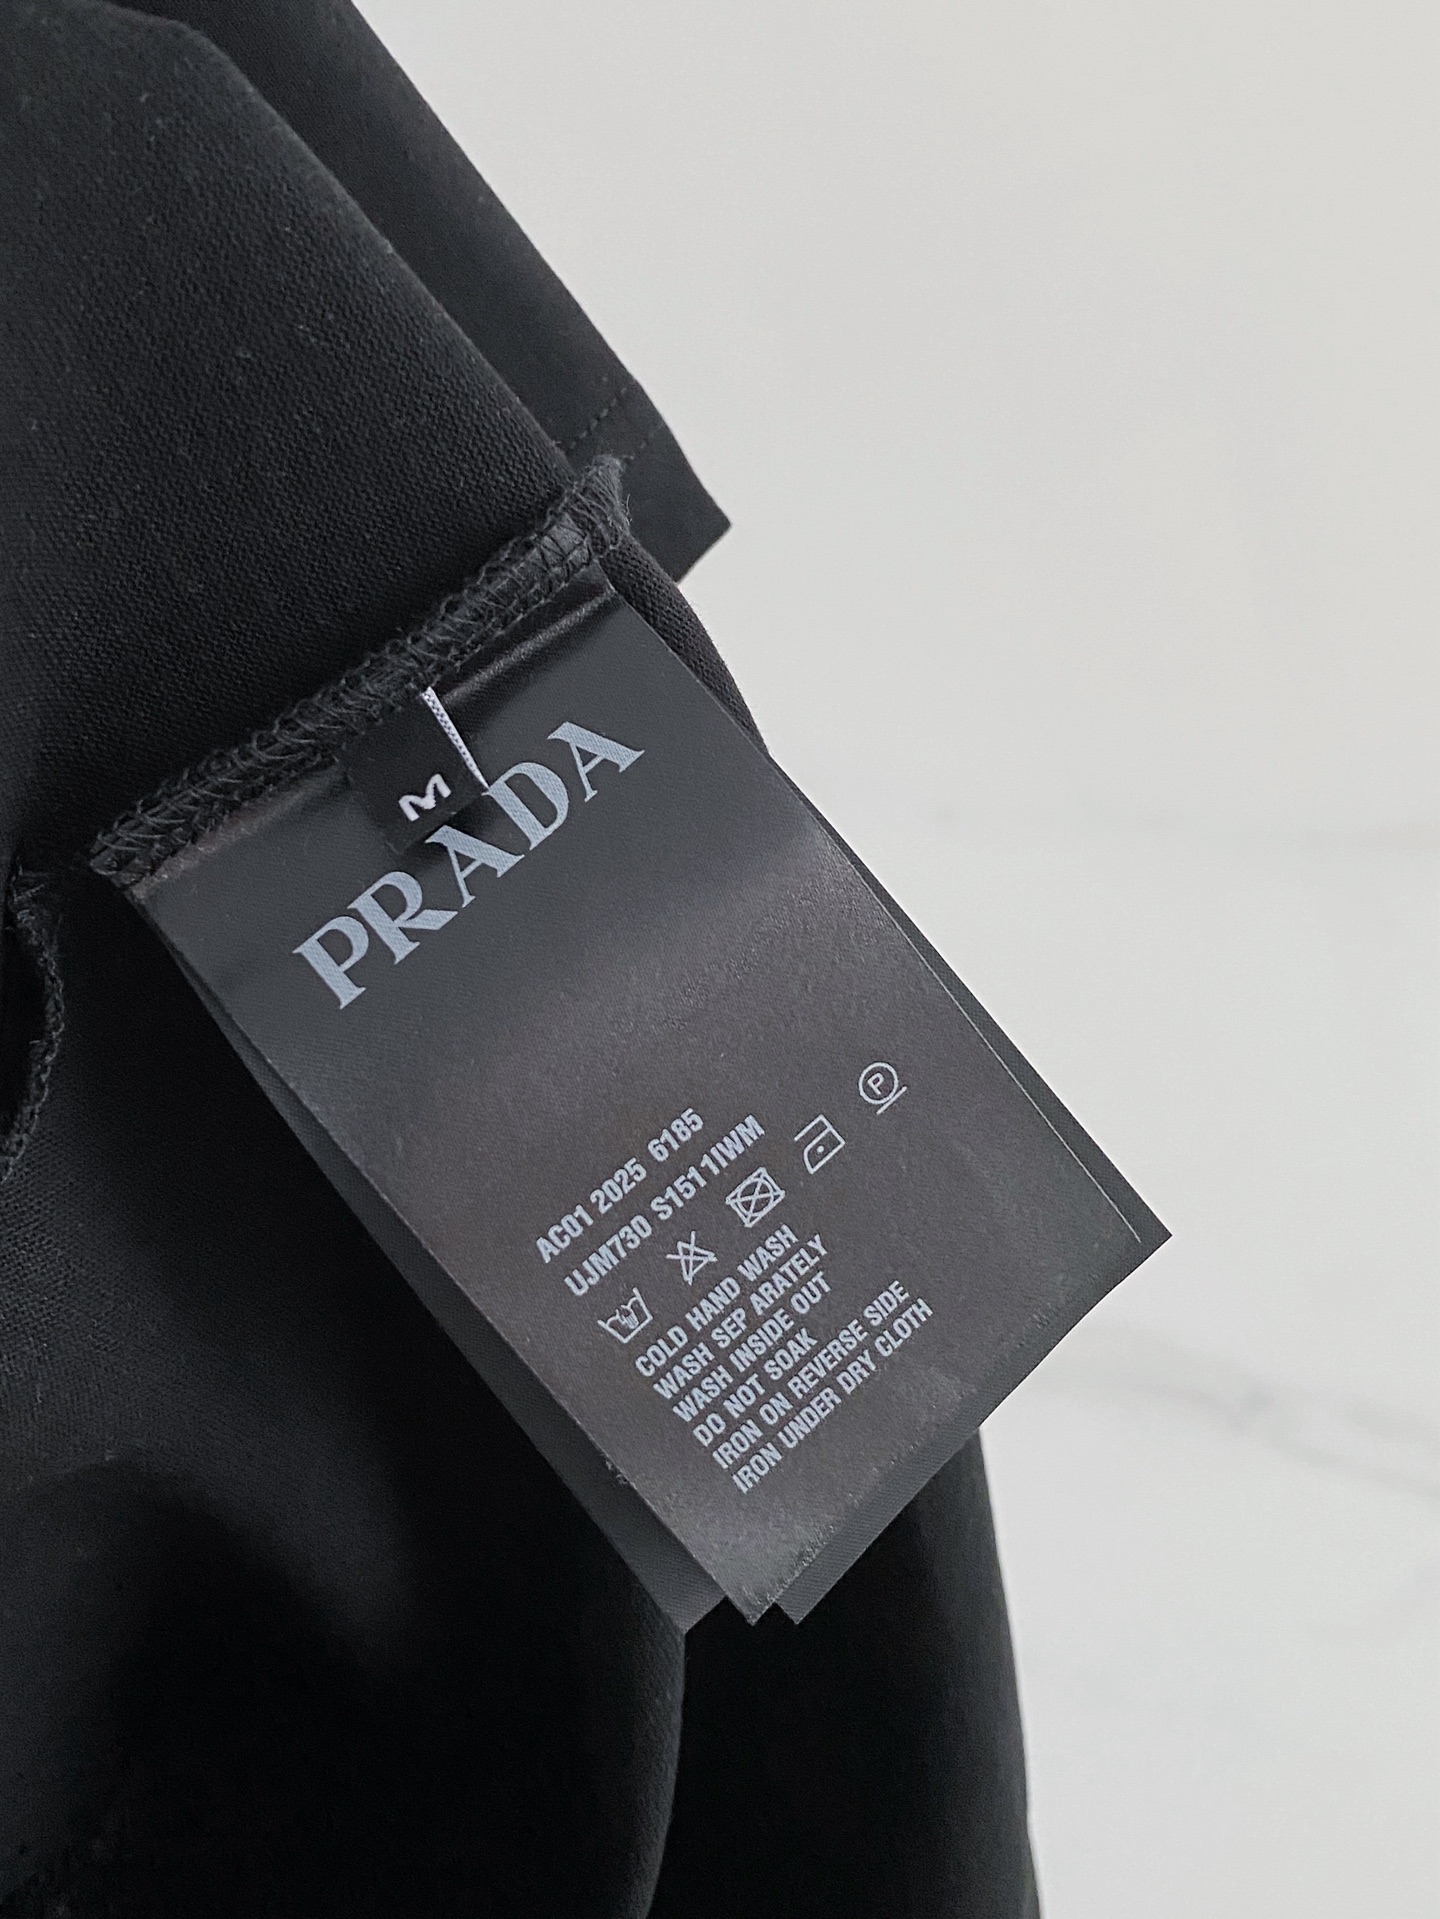 M
PRADA
AC01 2025 6185
UJM730 S151 1IWM
P
COLD HAND WASH
WASH SEP ARATELY
WASH INSIDE OUT
DO NOT SOAK
IRON ON REVERSE SIDE
IRON UNDER DRY CLOTH